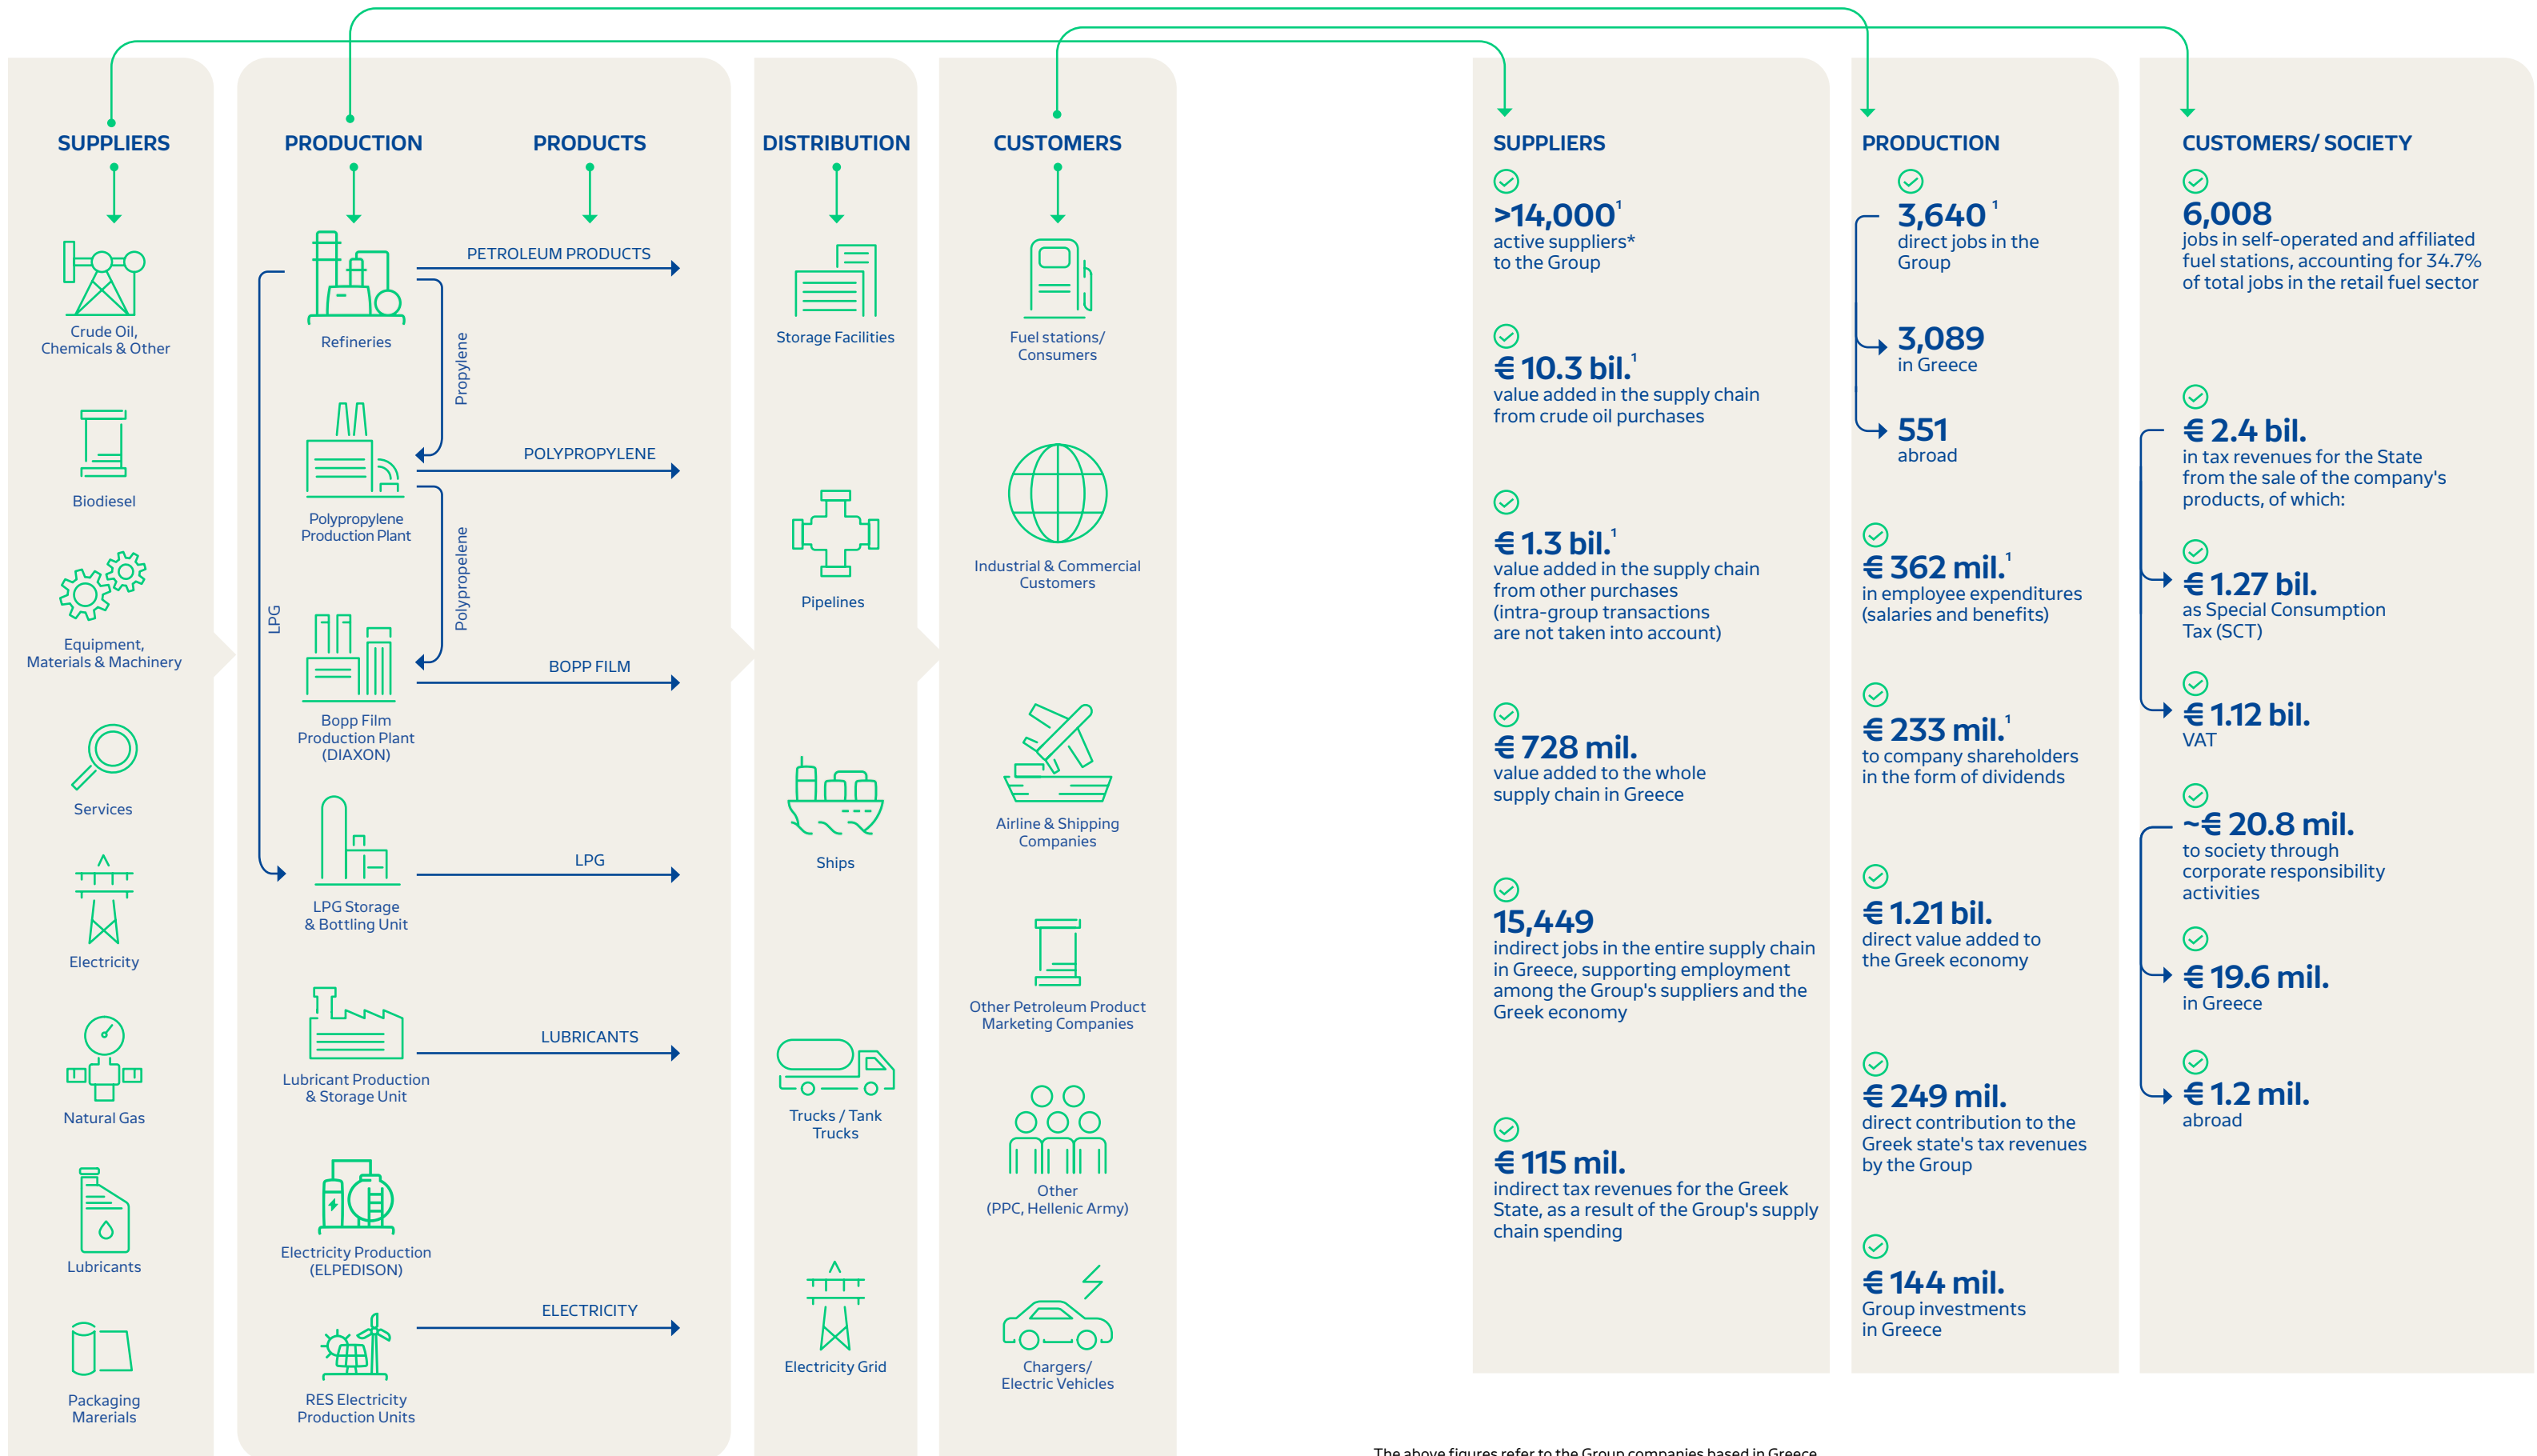 SUPPLIERS
Crude Oil,
Chemicals & Other
Biodiesel
Equipment,
Materials & Machinery
Services
Electricity
Natural Gas
Lubricants
Packaging
Marerials
PRODUCTION
Refineries
Polypropylene
Production Plant
Bopp Film
Production Plant
(DIAXON)
LPG Storage
& Bottling Unit
Lubricant Production
& Storage Unit
Electricity Production
(ELPEDISON)
RES Electricity
Production Units
LPG
Propylene
Polypropelene
PRODUCTS
PETROLEUM PRODUCTS
POLYPROPYLENE
BOPP FILM
LPG
LUBRICANTS
ELECTRICITY
DISTRIBUTION
Storage Facilities
Pipelines
Ships
Trucks / Tank
Trucks
Electricity Grid
CUSTOMERS
Fuel stations/
Consumers
Industrial & Commercial
Customers
Airline & Shipping
Companies
Other Petroleum Product
Marketing Companies
Other
(PPC, Hellenic Army)
Chargers/
Electric Vehicles
SUPPLIERS
>14,000¹
active suppliers*
to the Group
€ 10.3 bil.¹
value added in the supply chain
from crude oil purchases
€ 1.3 bil.¹
value added in the supply chain
from other purchases
(intra-group transactions
are not taken into account)
€ 728 mil.
value added to the whole
supply chain in Greece
15,449
indirect jobs in the entire supply chain
in Greece, supporting employment
among the Group's suppliers and the
Greek economy
€ 115 mil.
indirect tax revenues for the Greek
State, as a result of the Group's supply
chain spending
PRODUCTION
3,640 ¹
direct jobs in the
Group
3,089
in Greece
551
abroad
€ 362 mil.¹
in employee expenditures
(salaries and benefits)
€ 233 mil.¹
to company shareholders
in the form of dividends
€ 1.21 bil.
direct value added to
the Greek economy
€ 249 mil.
direct contribution to the
Greek state's tax revenues
by the Group
€ 144 mil.
Group investments
in Greece
CUSTOMERS/ SOCIETY
6,008
jobs in self-operated and affiliated
fuel stations, accounting for 34.7%
of total jobs in the retail fuel sector
€ 2.4 bil.
in tax revenues for the State
from the sale of the company's
products, of which:
€ 1.27 bil.
as Special Consumption
Tax (SCT)
€ 1.12 bil.
VAT
~€ 20.8 mil.
to society through
corporate responsibility
activities
€ 19.6 mil.
in Greece
€ 1.2 mil.
abroad
The above figures refer to the Group companies based in Greece